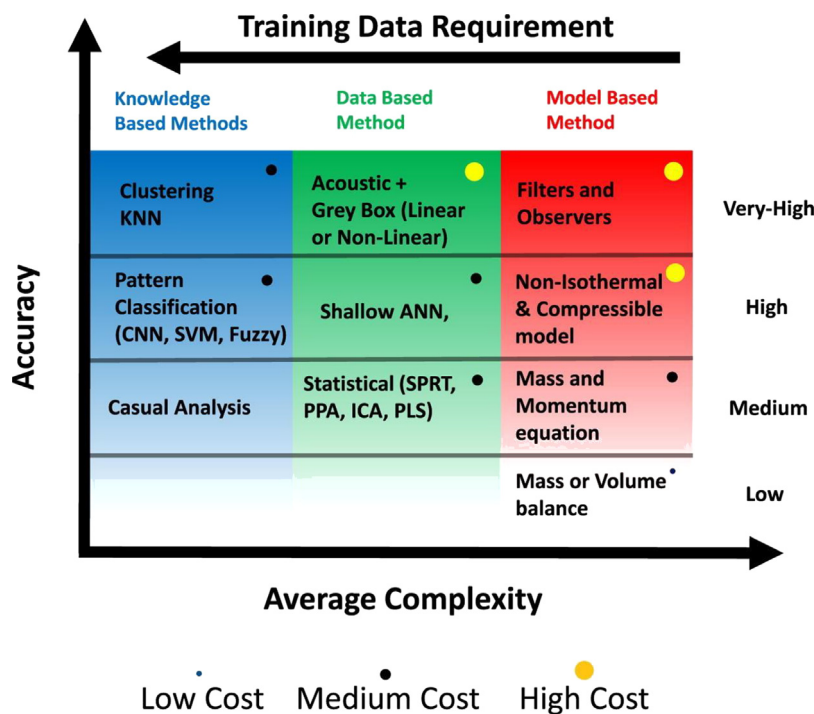 Training Data Requirement
Knowledge
Based Methods
Data Based
Method
Model Based
Method
Clustering
KNN
Acoustic +
Grey Box (Linear
or Non-Linear)
Filters and
Observers
Very-High
Pattern
Classification
(CNN, SVM, Fuzzy)
Shallow ANN,
Non-Isothermal
& Compressible
model
High
Casual Analysis
Statistical (SPRT,
PPA, ICA, PLS)
Mass and
Momentum
equation
Medium
Mass or Volume
balance
Low
Accuracy
Average Complexity
Low Cost
Medium Cost
High Cost